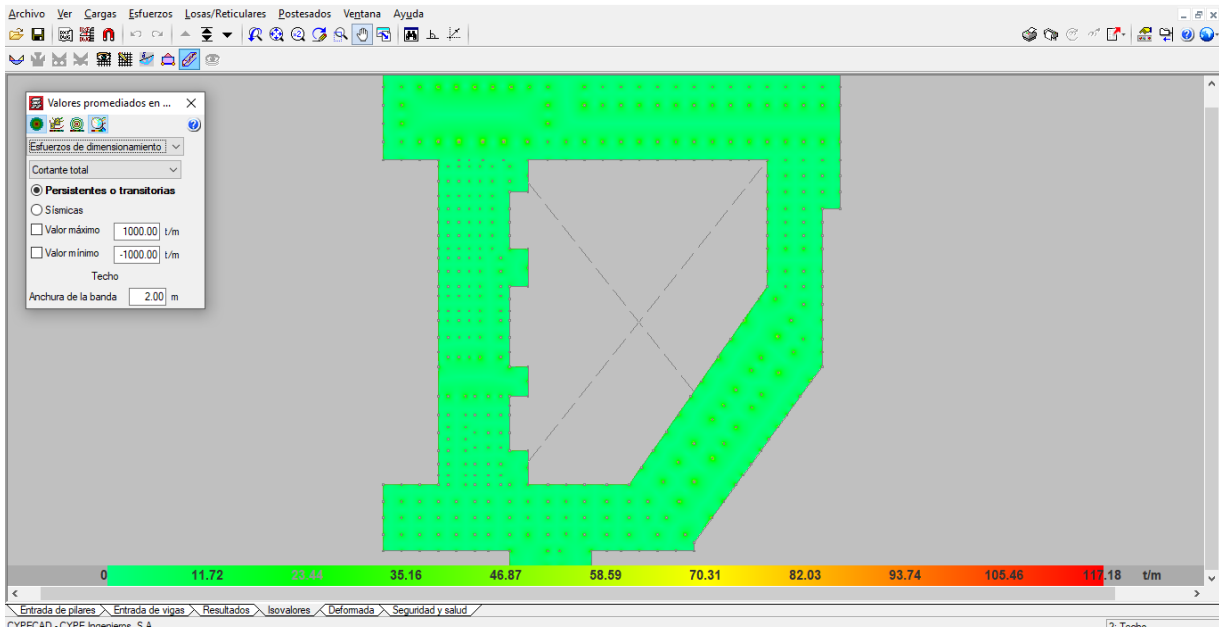 Archivo Ver Cargas Esfuerzos Losas/Reticulares Postesados Ventana Ayuda
Valores promediados en ...
Esfuerzos de dimensionamiento
Cortante total
Persistentes o transitorias
Sísmicas
Valor máximo 1000.00 t/m
Valor mínimo -1000.00 t/m
Techo
Anchura de la banda 2.00 m
0 11.72 23.44 35.16 46.87 58.59 70.31 82.03 93.74 105.46 117.18 t/m
Entrada de pilares Entrada de vigas Resultados Isovalores Deformada Seguridad y salud
CYPECAD - CYPE Ingenieros, S.A. 2: Techo